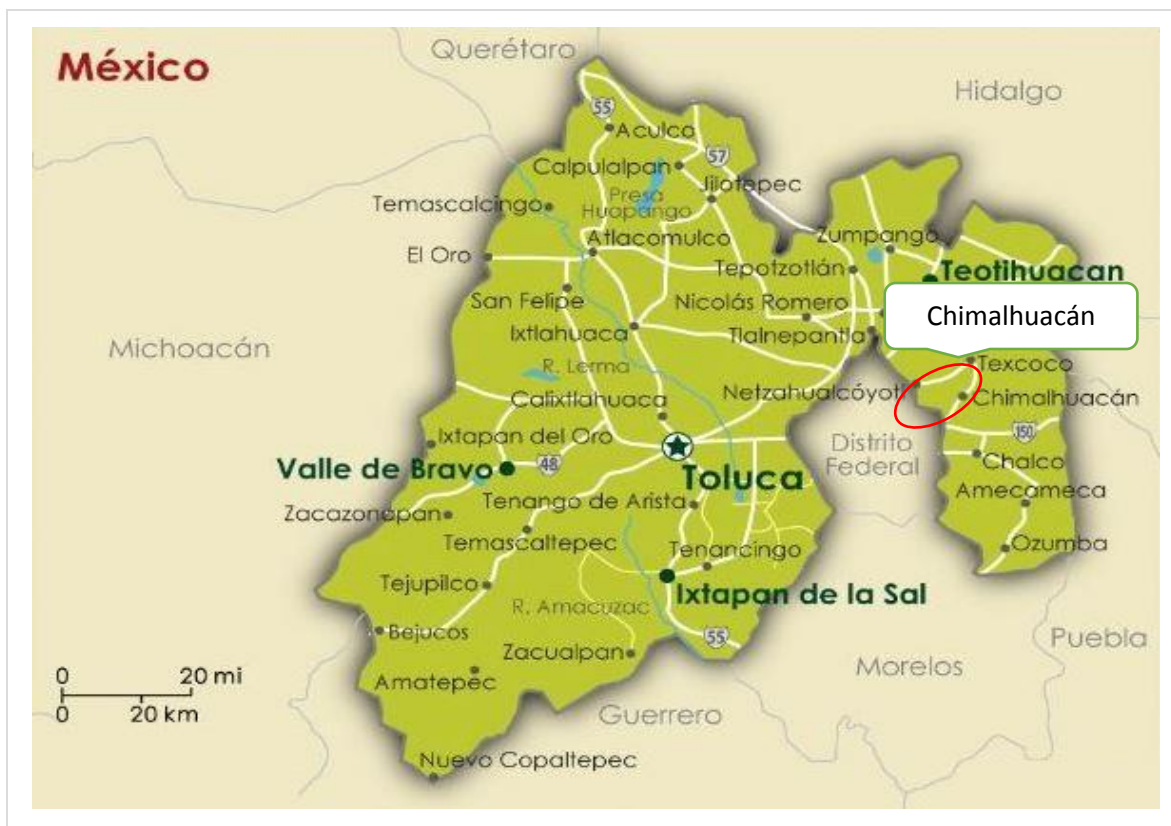 Querétaro
México
Hidalgo
55
Aculco
57
Calpulalpan
Jilotepec
Presa
Huapango
Temascalcingo
Zumpango
Atlacomulco
El Oro
Tepotzotlán
Teotihuacan
San Felipe
Nicolás Romero
Chimalhuacán
Ixtlahuaca
Tlalnepantla
Michoacán
R. Lerma
Texcoco
Netzahualcóyotl
Calixtlahuaca
Chimalhuacán
Ixtapan del Oro
150
Distrito
Federal
Valle de Bravo
48
Toluca
Chalco
Tenango de Arista
Amecameca
Zacazonapan
Temascaltepec
Tenancingo
Ozumba
Tejupilco
Ixtapan de la Sal
R. Amacuzac
Bejucos
55
Puebla
Zacualpan
Morelos
0 20 mi
Amatepec
0 20 km
Guerrero
Nuevo Copaltepec